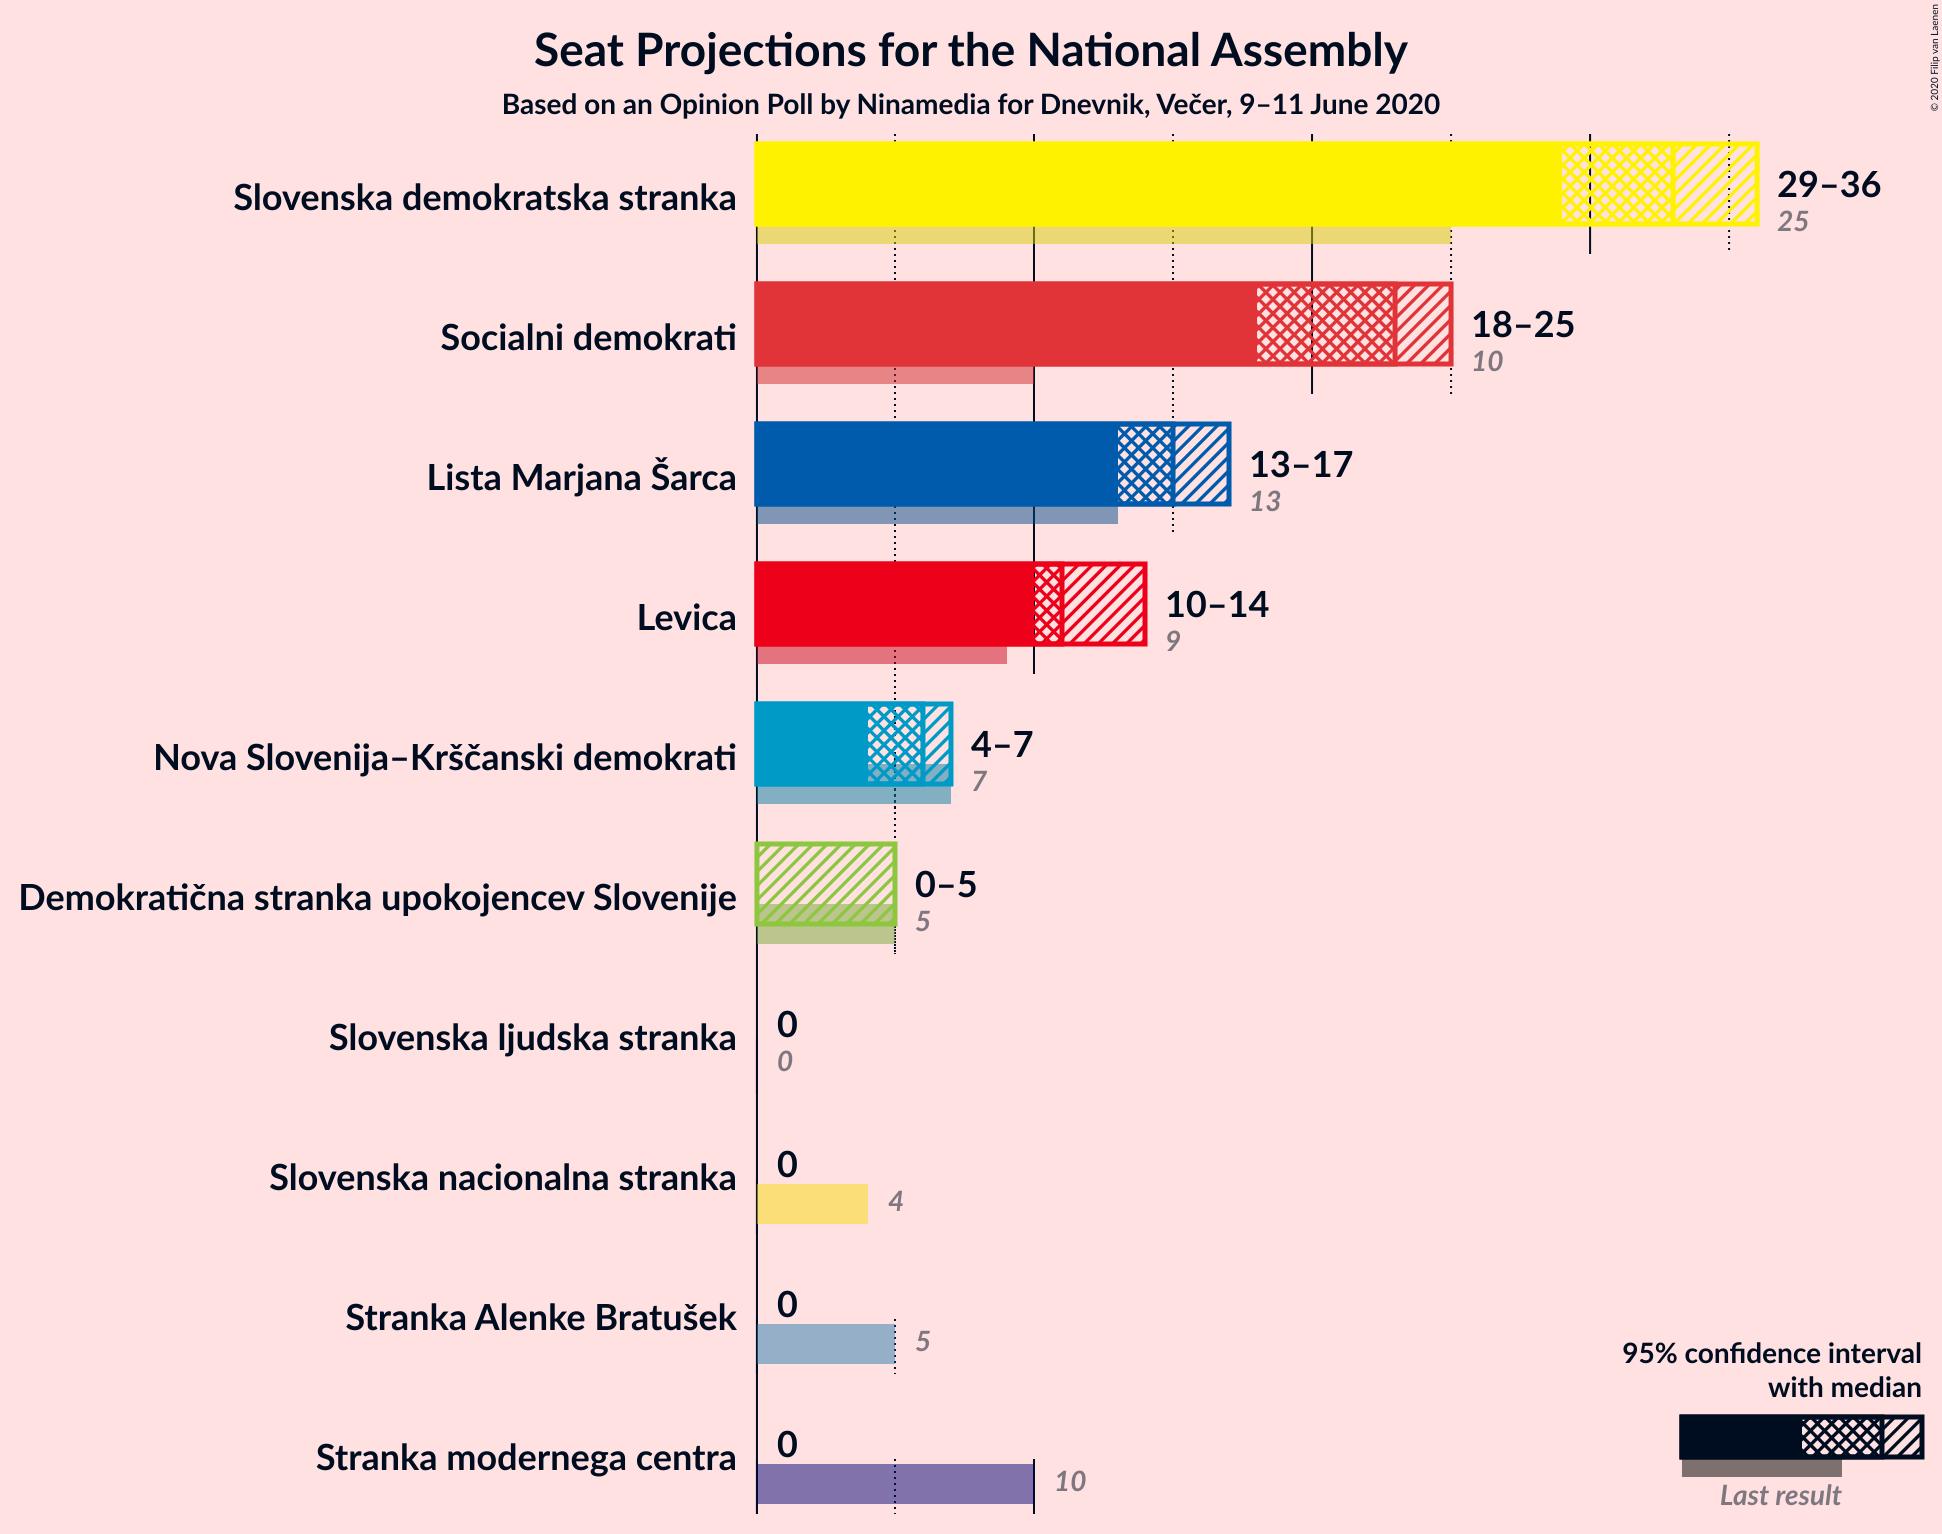 Seat Projections for the National Assembly
Based on an Opinion Poll by Ninamedia for Dnevnik, Večer, 9–11 June 2020
© 2020 Filip van Laenen
Slovenska demokratska stranka
29–36
25
Socialni demokrati
18–25
10
Lista Marjana Šarca
13–17
13
Levica
10–14
9
Nova Slovenija–Krščanski demokrati
4–7
7
Demokratična stranka upokojencev Slovenije
0–5
5
Slovenska ljudska stranka
0
0
Slovenska nacionalna stranka
0
4
Stranka Alenke Bratušek
0
5
Stranka modernega centra
0
10
95% confidence interval
with median
Last result